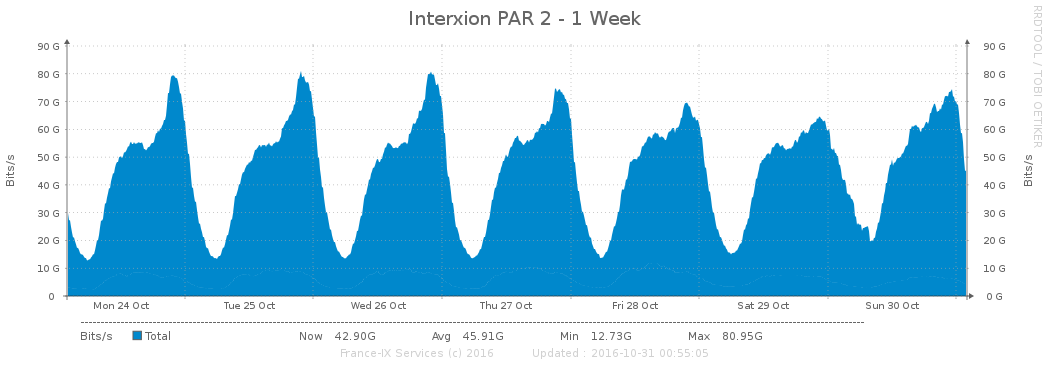 Interxion PAR 2 - 1 Week
RRDTOOL / TOBI OETIKER
Bits/s
90 G 90 G
80 G 80 G
70 G 70 G
60 G 60 G
50 G 50 G
40 G 40 G
30 G 30 G
20 G 20 G
10 G 10 G
0 0 G
Bits/s
Mon 24 Oct Tue 25 Oct Wed 26 Oct Thu 27 Oct Fri 28 Oct Sat 29 Oct Sun 30 Oct
Bits/s Total Now 42.90G Avg 45.91G Min 12.73G Max 80.95G
France-IX Services (c) 2016 Updated : 2016-10-31 00:55:05